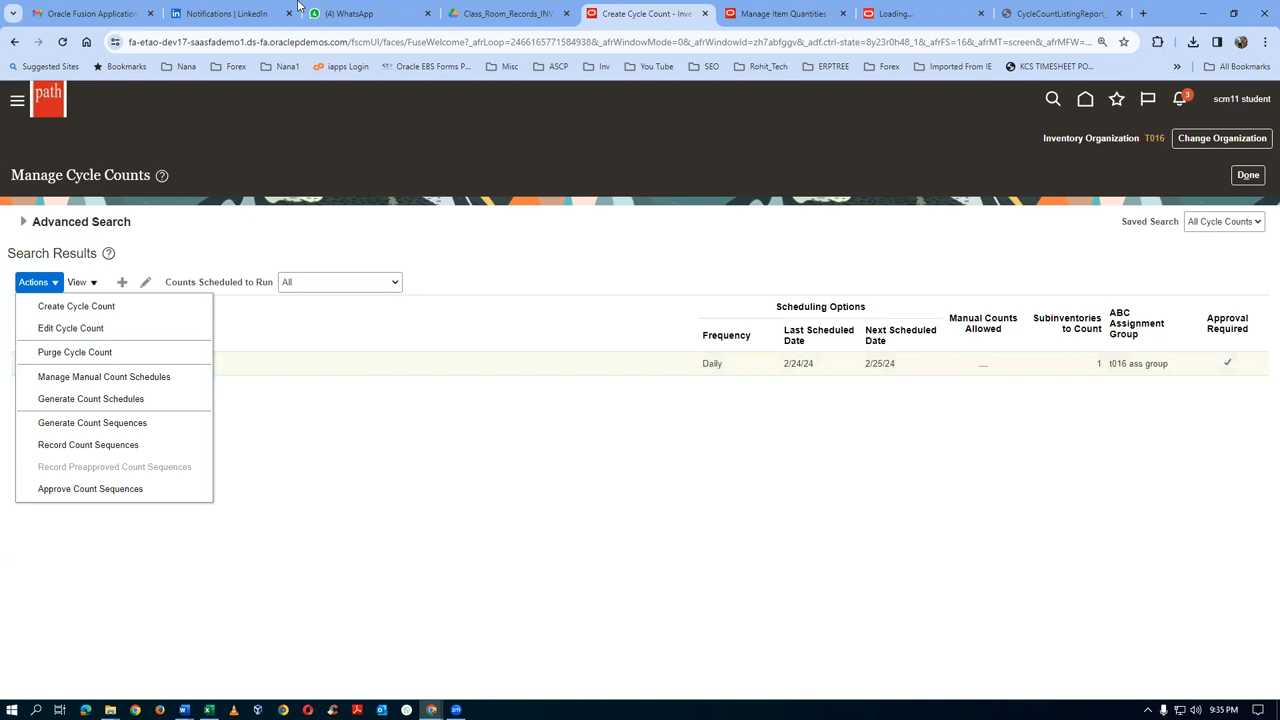 Oracle Fusion Application
Notifications | LinkedIn
(4) WhatsApp
Class_Room_Records_INV
Create Cycle Count - Inve
Manage Item Quantities -
Loading...
CycleCountListingReport_
fa-etao-dev17-saasfademo1.ds-fa.oraclepdemos.com/fscmUI/faces/FuseWelcome?_afrLoop=2466165771584938&_afrWindowMode=0&_afrWindowId=zh7abfggv&_adf.ctrl-state=8y23r0h48_1&_afrFS=16&_afrMT=screen&_afrMFW=...
Suggested Sites
Bookmarks
Nana
Forex
Nana1
iapps Login
Oracle EBS Forms P...
Misc
ASCP
Inv
You Tube
SEO
Rohit_Tech
ERPTREE
Forex
Imported From IE
KCS TIMESHEET PO...
»
All Bookmarks
path
3
scm11 student
Inventory Organization T016
Change Organization
Manage Cycle Counts
Done
Advanced Search
Saved Search All Cycle Counts
Search Results
Actions
View
Counts Scheduled to Run All
Create Cycle Count
Edit Cycle Count
Purge Cycle Count
Manage Manual Count Schedules
Generate Count Schedules
Generate Count Sequences
Record Count Sequences
Record Preapproved Count Sequences
Approve Count Sequences
Scheduling Options
Frequency
Last Scheduled Date
Next Scheduled Date
Manual Counts Allowed
Subinventories to Count
ABC Assignment Group
Approval Required
Daily
2/24/24
2/25/24
1
t016 ass group
9:35 PM